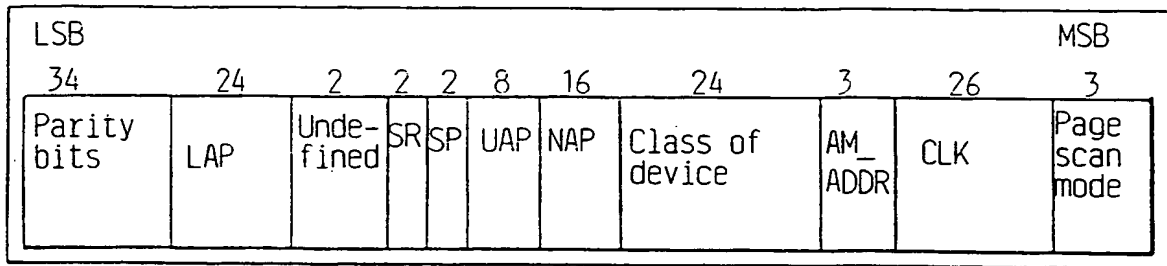 LSB MSB
34 24 2 2 2 8 16 24 3 26 3
Parity bits
LAP
Unde-
fined
SR
SP
UAP
NAP
Class of
device
AM_
ADDR
CLK
Page
scan
mode